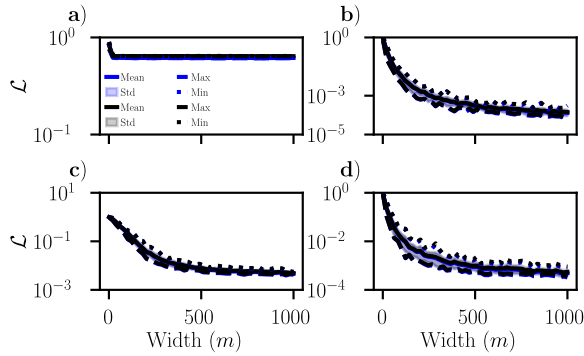 a)
b)
10^0
10^0
ℒ
Mean
Max
Std
Min
Mean
Max
Std
Min
10^−3
10^−1
10^−5
c)
d)
10^1
10^0
ℒ
10^−1
10^−2
10^−3
10^−4
0 500 1000
0 500 1000
Width (m)
Width (m)